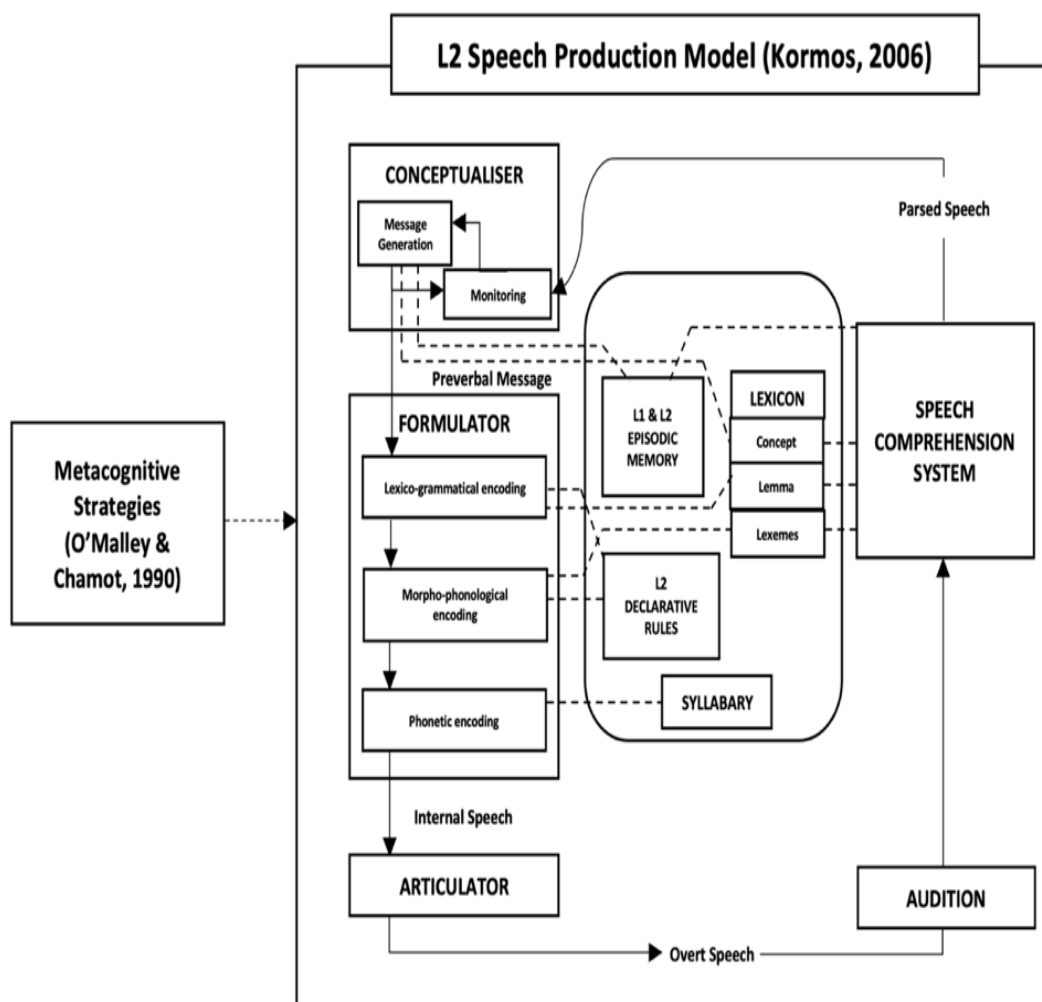 L2 Speech Production Model (Kormos, 2006)
CONCEPTUALISER
Message
Generation
Monitoring
Parsed Speech
Preverbal Message
FORMULATOR
Lexico-grammatical encoding
Morpho-phonological
encoding
Phonetic encoding
L1 & L2
EPISODIC
MEMORY
LEXICON
Concept
Lemma
Lexemes
L2
DECLARATIVE
RULES
SYLLABARY
SPEECH
COMPREHENSION
SYSTEM
Metacognitive
Strategies
(O’Malley &
Chamot, 1990)
Internal Speech
ARTICULATOR
AUDITION
Overt Speech